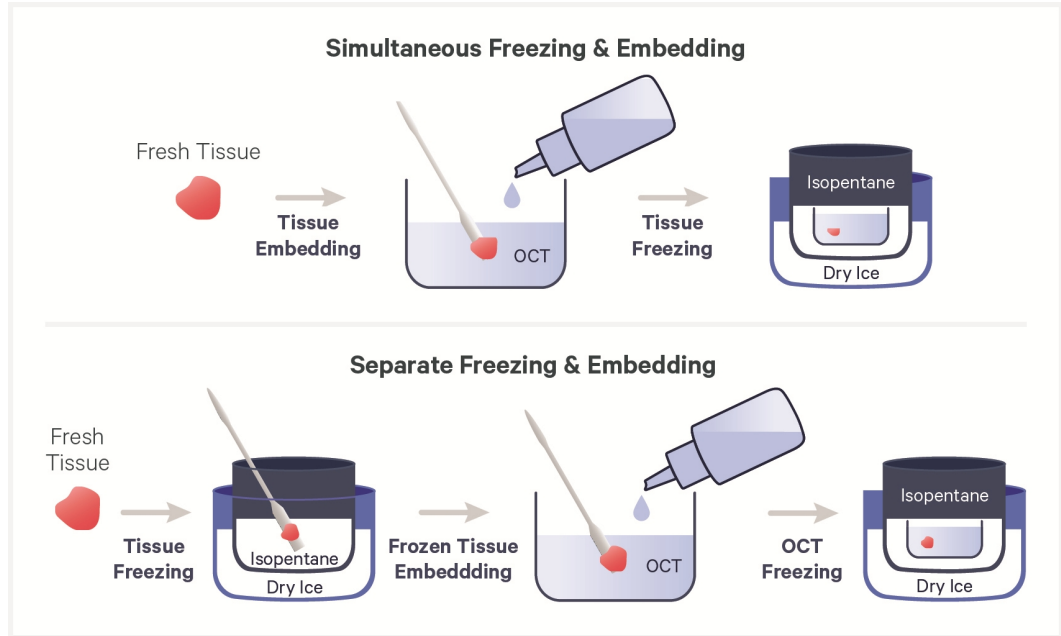 Simultaneous Freezing & Embedding
Fresh Tissue
Tissue
Embedding
OCT
Tissue
Freezing
Isopentane
Dry Ice
Separate Freezing & Embedding
Fresh
Tissue
Tissue
Freezing
Isopentane
Dry Ice
Frozen Tissue
Embeddding
OCT
OCT
Freezing
Isopentane
Dry Ice